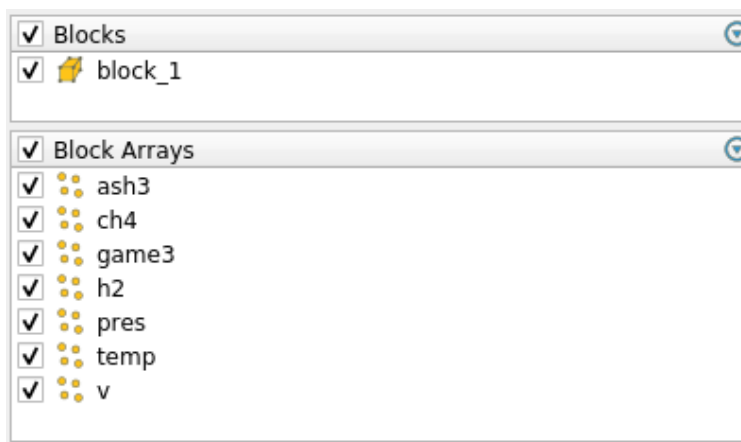 Blocks
block_1
Block Arrays
ash3
ch4
game3
h2
pres
temp
v